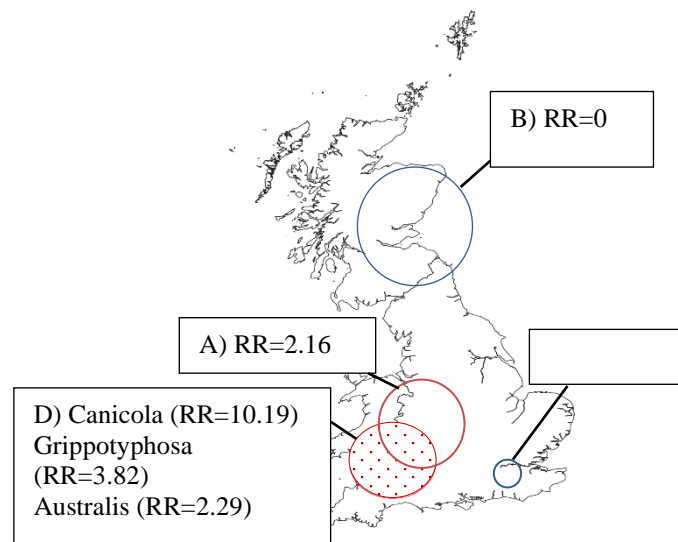 B) RR=0
A) RR=2.16
D) Canicola (RR=10.19)
Grippotyphosa
(RR=3.82)
Australis (RR=2.29)